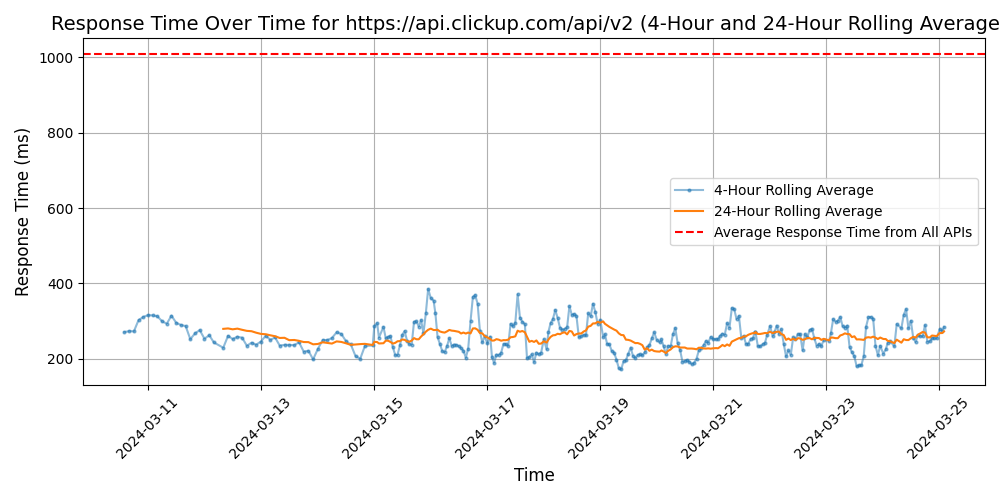 Response Time Over Time for https://api.clickup.com/api/v2 (4-Hour and 24-Hour Rolling Average
Response Time (ms)
1000
800
600
400
200
4-Hour Rolling Average
24-Hour Rolling Average
Average Response Time from All APIs
2024-03-11
2024-03-13
2024-03-15
2024-03-17
2024-03-19
2024-03-21
2024-03-23
2024-03-25
Time